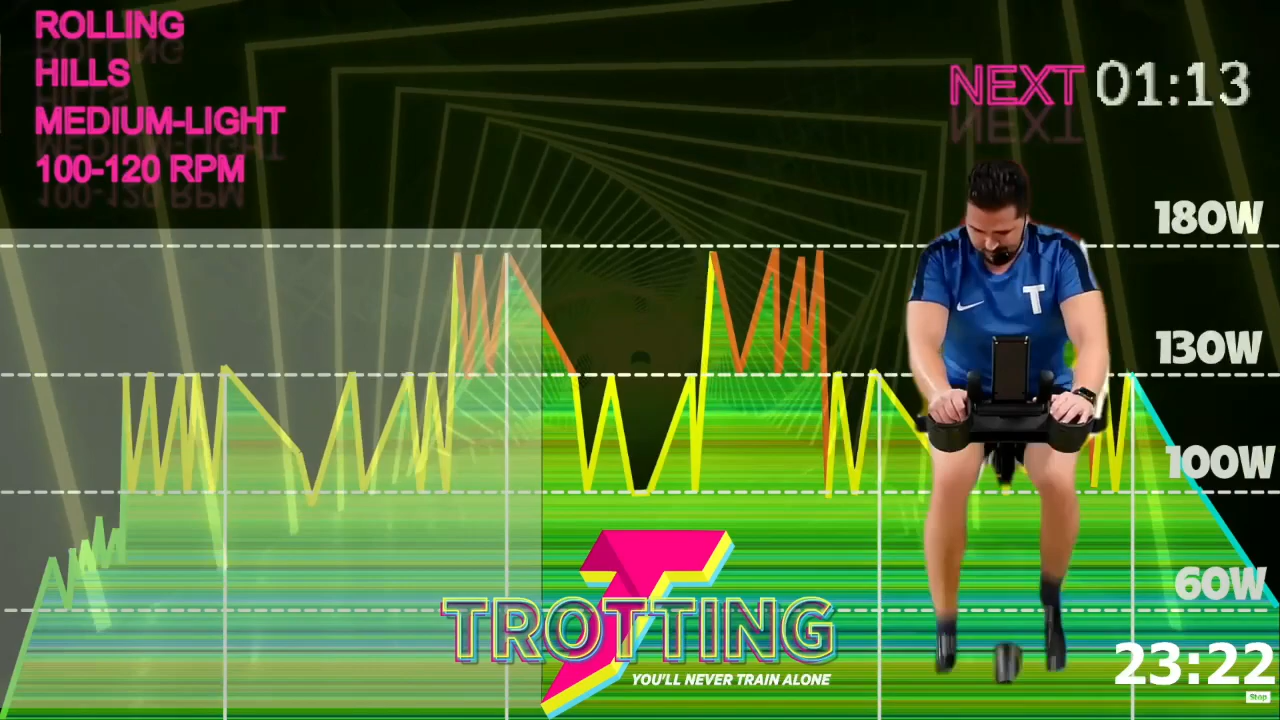 ROLLING
HILLS
MEDIUM-LIGHT
100-120 RPM
NEXT 01:13
180W
130W
100W
60W
T
TROTTING
YOU'LL NEVER TRAIN ALONE
23:22
Stop